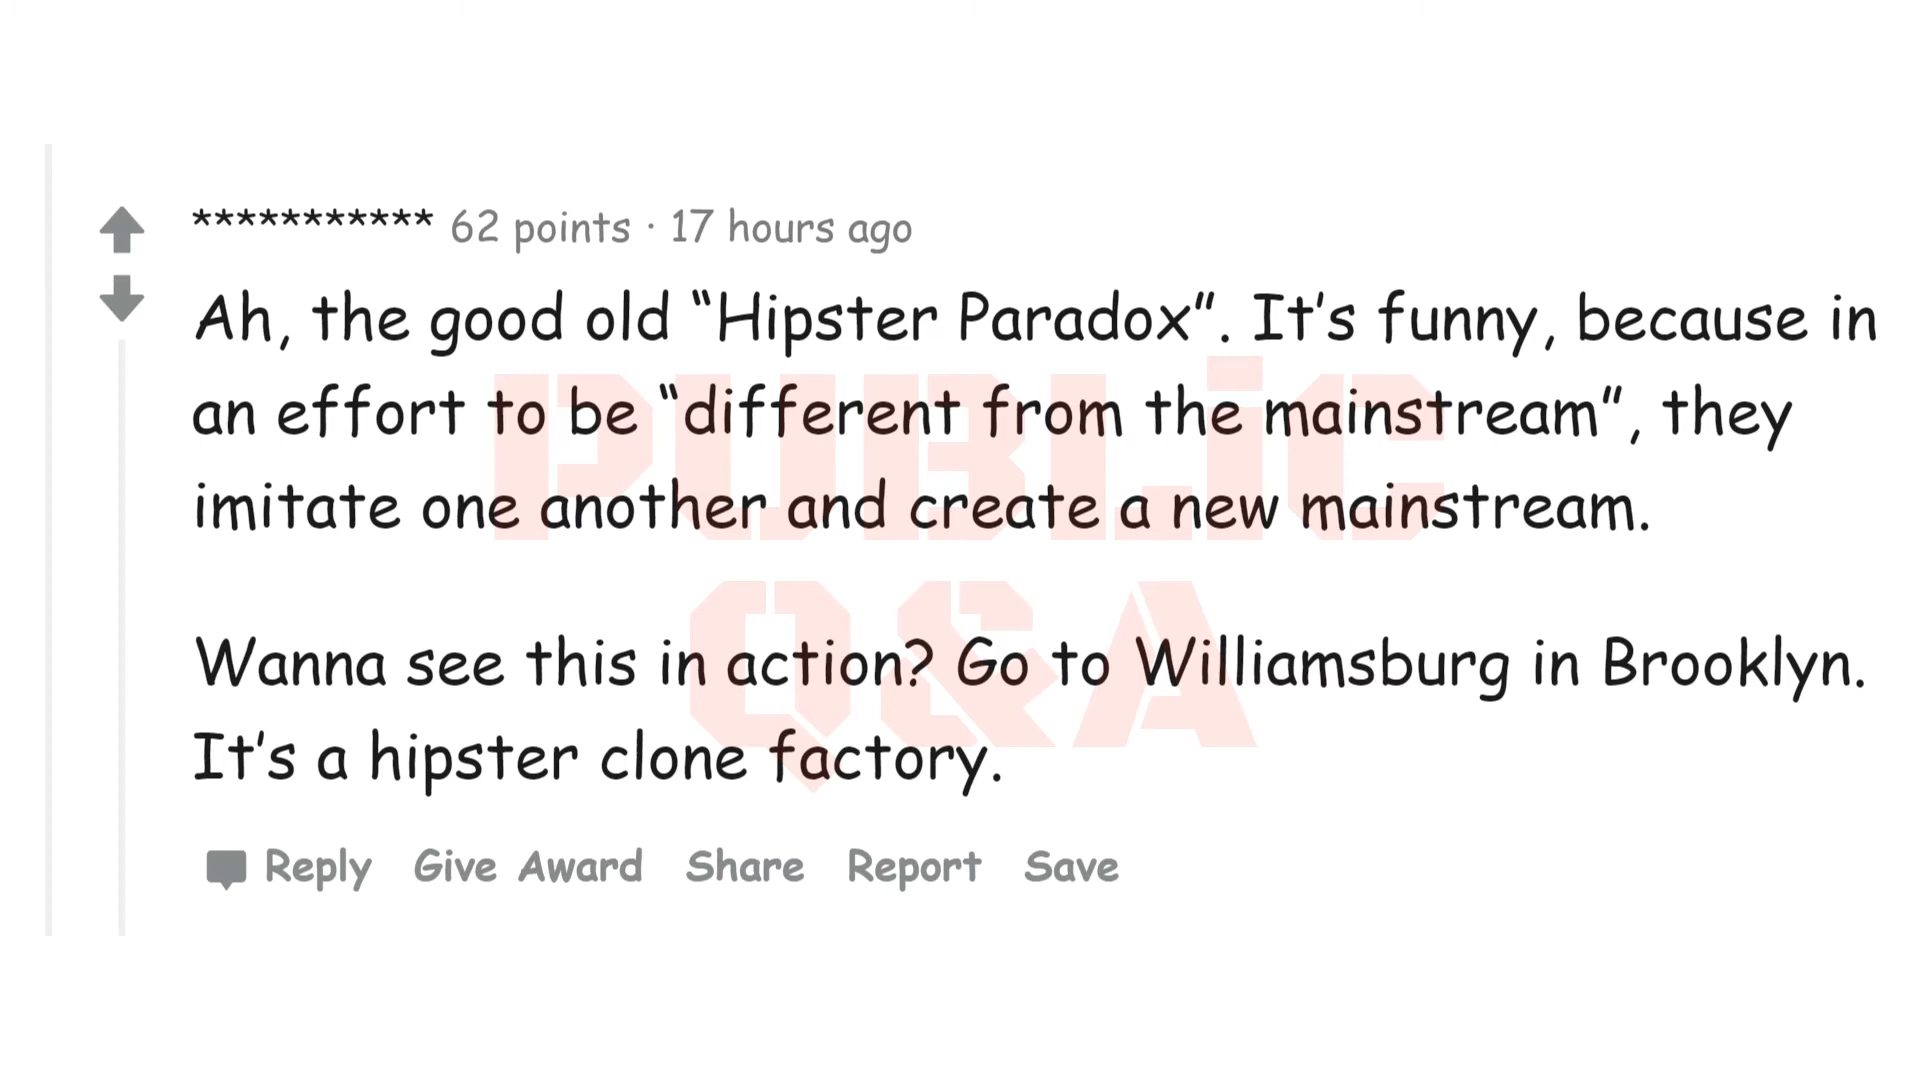 *********** 62 points · 17 hours ago
Ah, the good old “Hipster Paradox”. It’s funny, because in
an effort to be “different from the mainstream”, they
imitate one another and create a new mainstream.
Wanna see this in action? Go to Williamsburg in Brooklyn.
It’s a hipster clone factory.
Reply Give Award Share Report Save
PUBLiC
Q&A